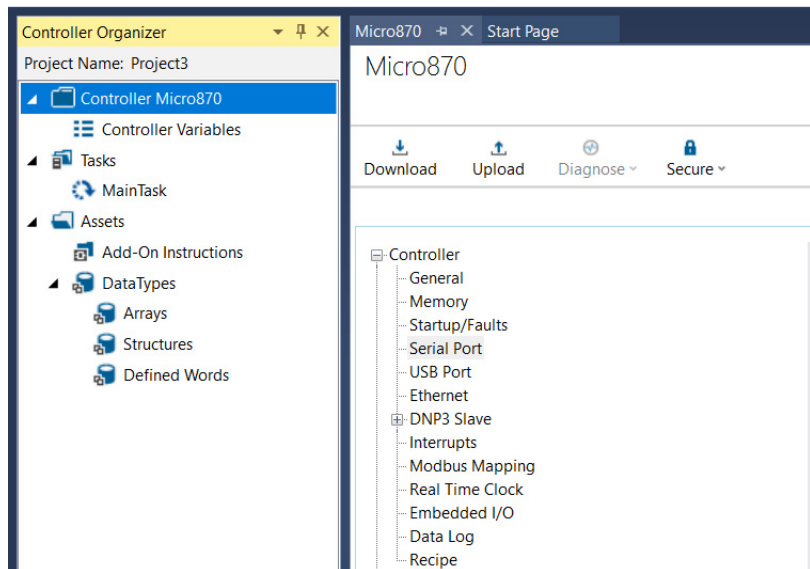 Controller Organizer
Project Name: Project3
Controller Micro870
Controller Variables
Tasks
MainTask
Assets
Add-On Instructions
DataTypes
Arrays
Structures
Defined Words
Micro870 Start Page
Micro870
Download Upload Diagnose Secure
Controller
General
Memory
Startup/Faults
Serial Port
USB Port
Ethernet
DNP3 Slave
Interrupts
Modbus Mapping
Real Time Clock
Embedded I/O
Data Log
Recipe